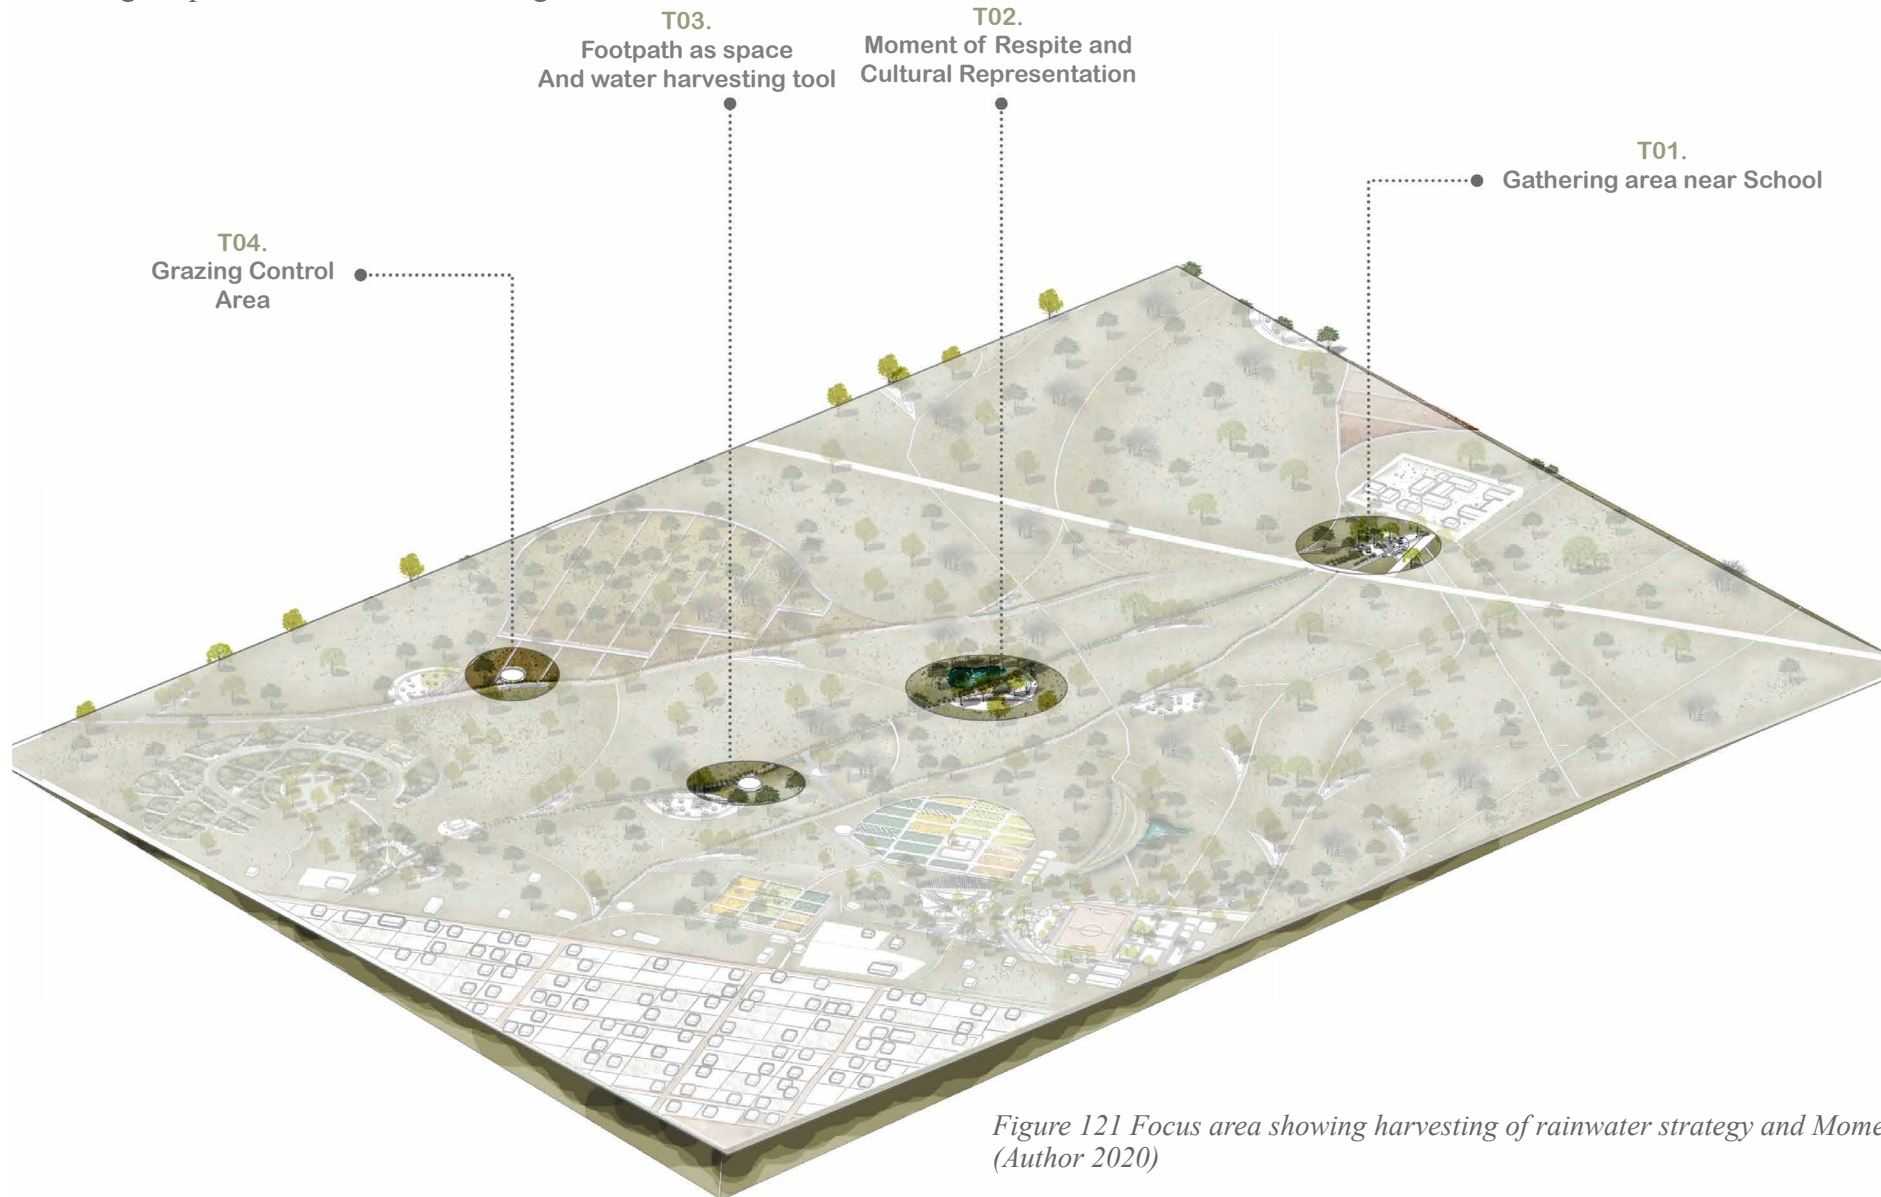 T03.
Footpath as space
And water harvesting tool
T02.
Moment of Respite and
Cultural Representation
T01.
Gathering area near School
T04.
Grazing Control
Area
Figure 121 Focus area showing harvesting of rainwater strategy and
(Author 2020)